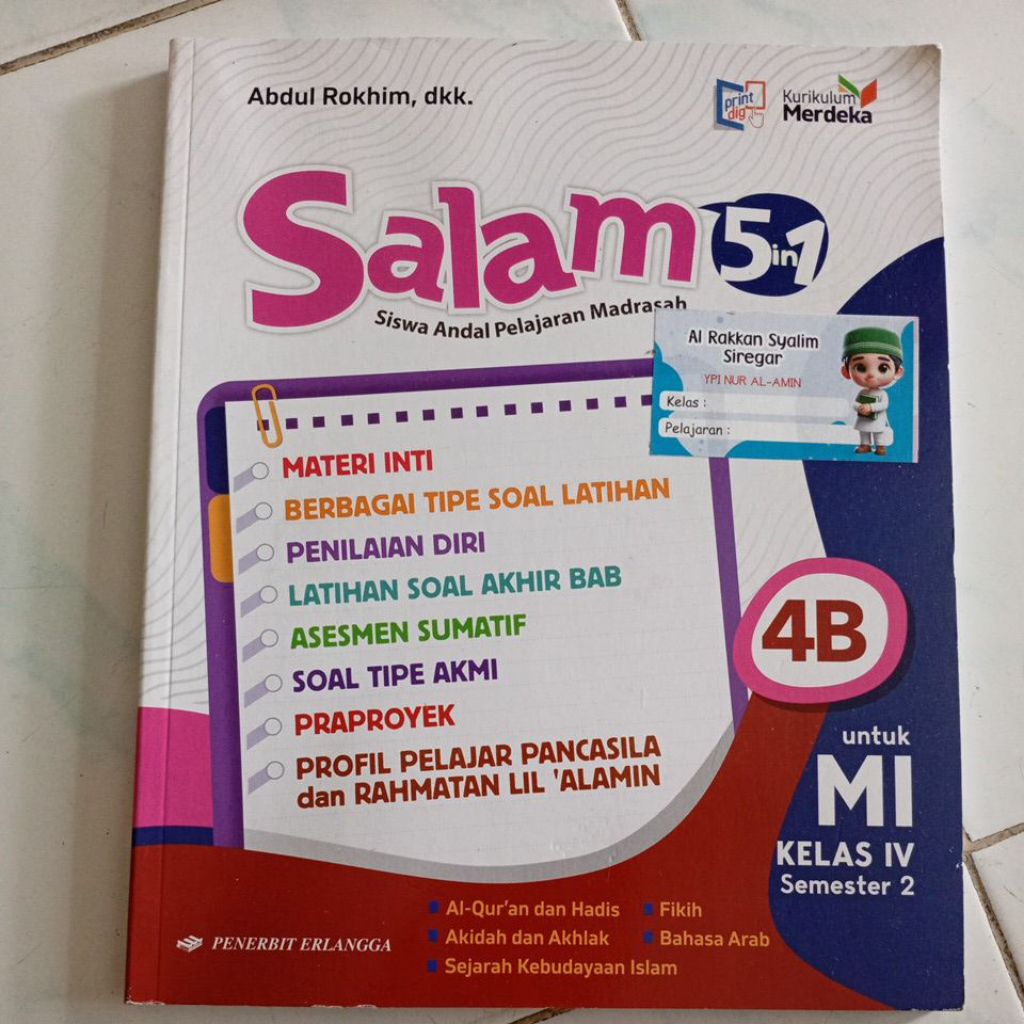 Abdul Rokhim, dkk.
print
dig
Kurikulum
Merdeka
Salam
5in1
Siswa Andal Pelajaran Madrasah
Al Rakkan Syalim
Siregar
YPI NUR AL-AMIN
Kelas :
Pelajaran :
MATERI INTI
BERBAGAI TIPE SOAL LATIHAN
PENILAIAN DIRI
LATIHAN SOAL AKHIR BAB
ASESMEN SUMATIF
SOAL TIPE AKMI
PRAPROYEK
PROFIL PELAJAR PANCASILA
dan RAHMATAN LIL 'ALAMIN
4B
untuk
MI
KELAS IV
Semester 2
Al-Qur'an dan Hadis
Akidah dan Akhlak
Sejarah Kebudayaan Islam
Fikih
Bahasa Arab
PENERBIT ERLANGGA